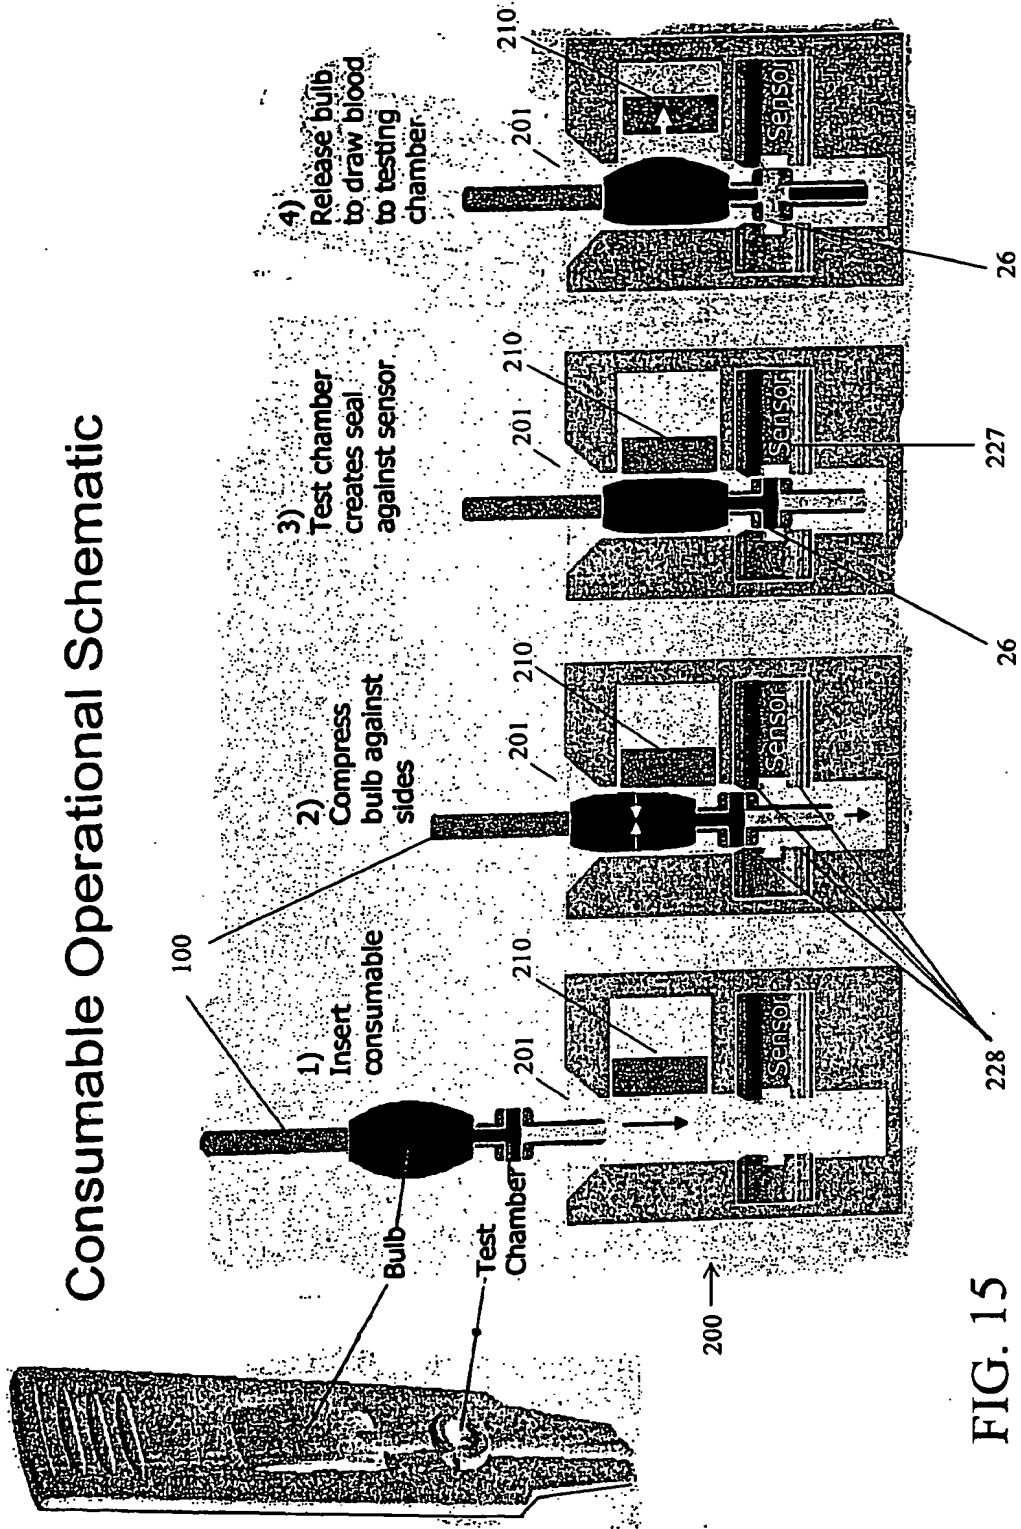 Consumable Operational Schematic
100
Bulb
Test
Chamber
1)
Insert
consumable
201
210
Sensor
2)
Compress
bulb against
sides
201
210
Sensor
3)
Test chamber
creates seal
against sensor
201
210
Sensor
4)
Release bulb
to draw blood
to testing
chamber
201
210
Sensor
200
228
26
227
26
FIG. 15